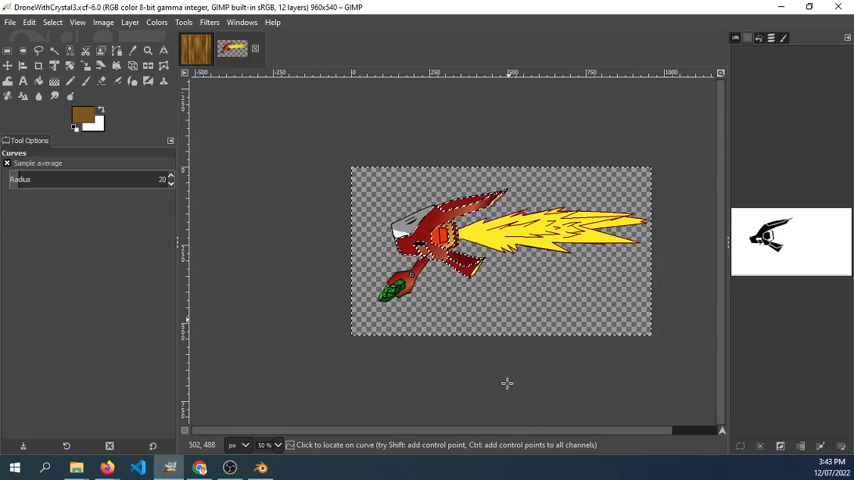 DroneWithCrystal3.xcf-6.0 (RGB color 8-bit gamma integer, GIMP built-in sRGB, 12 layers) 960x540 – GIMP
File Edit Select View Image Layer Colors Tools Filters Windows Help
-500 -250 0 250 500 750 1000
Tool Options
Curves
Sample average
Radius 20
502, 488 px 50 % Click to locate on curve (try Shift: add control point, Ctrl: add control points to all channels)
3:43 PM
12/07/2022